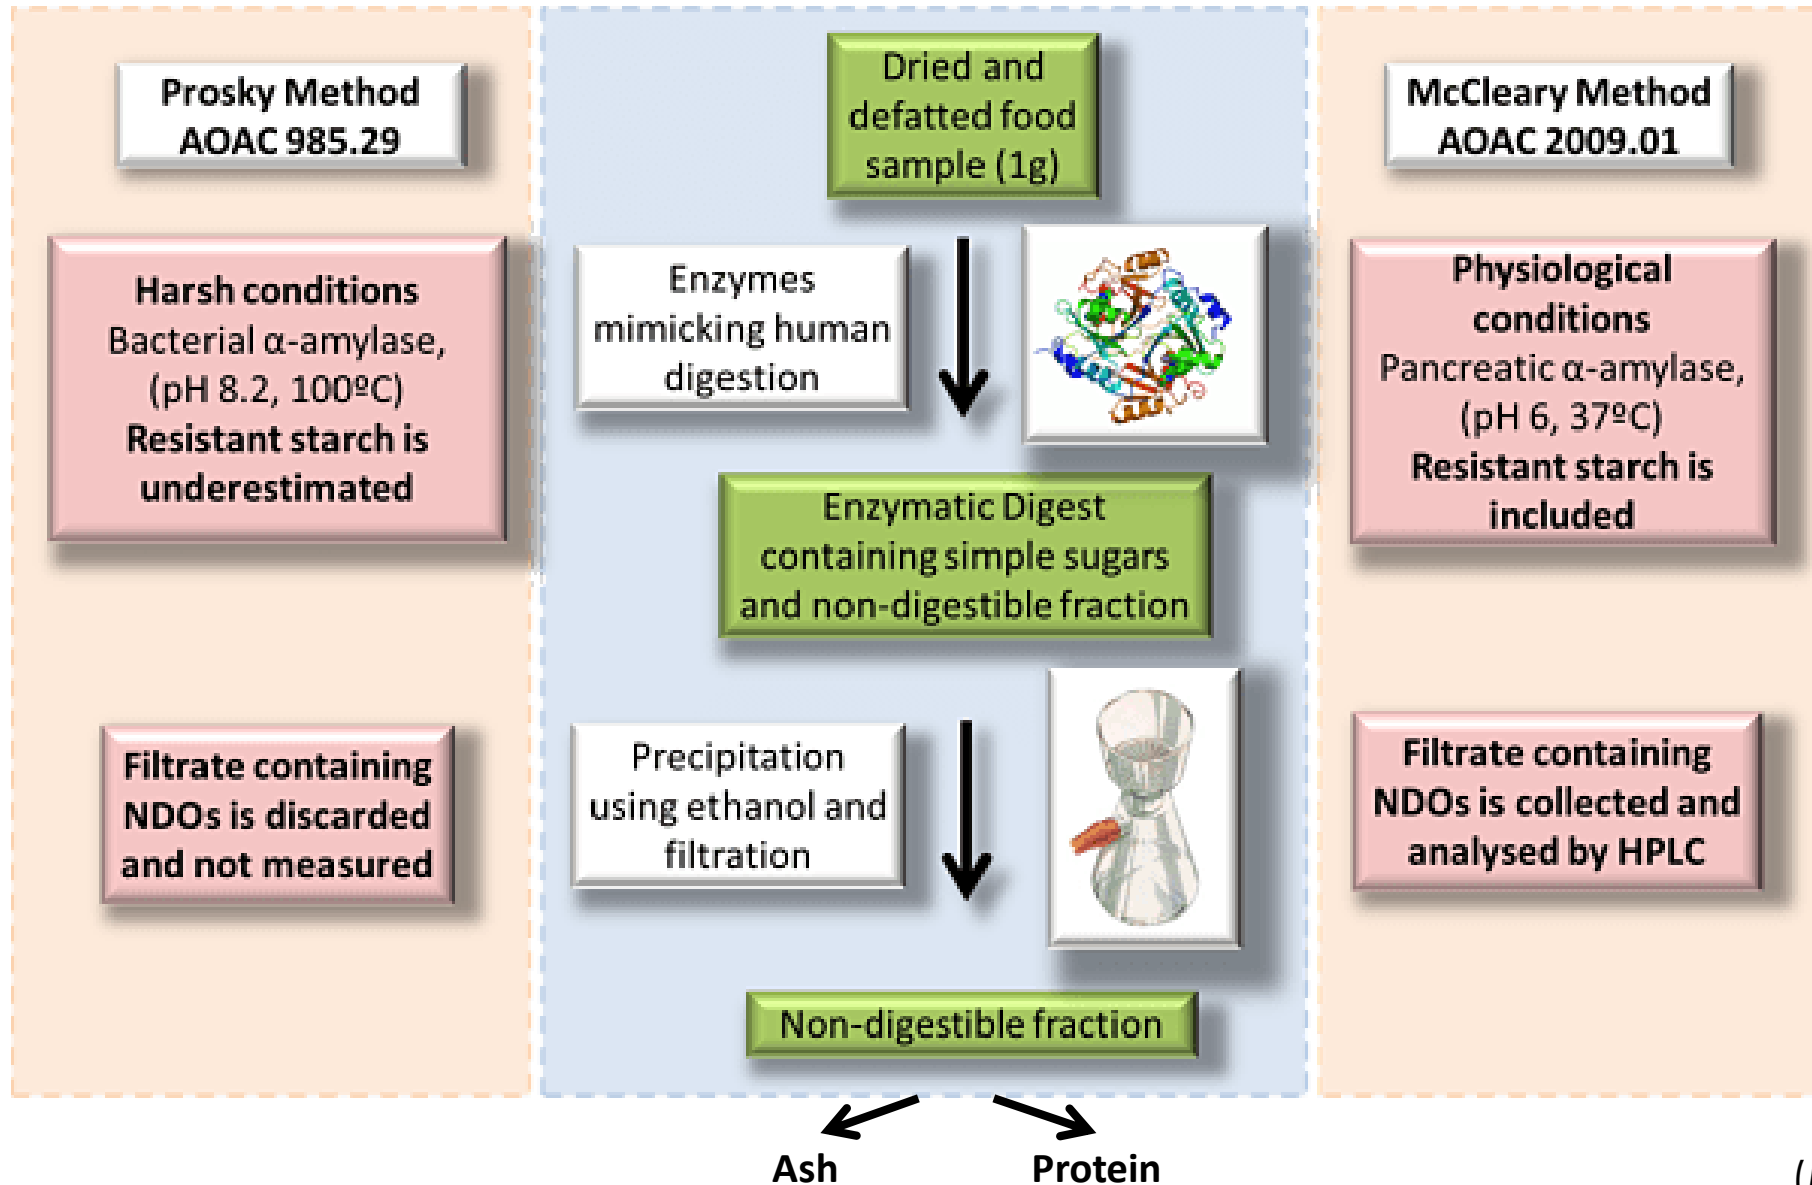 Prosky Method
AOAC 985.29
Harsh conditions
Bacterial α-amylase,
(pH 8.2, 100ºC)
Resistant starch is
underestimated
Filtrate containing
NDOs is discarded
and not measured
Dried and
defatted food
sample (1g)
Enzymes
mimicking human
digestion
Enzymatic Digest
containing simple sugars
and non-digestible fraction
Precipitation
using ethanol and
filtration
Non-digestible fraction
Ash
Protein
McCleary Method
AOAC 2009.01
Physiological
conditions
Pancreatic α-amylase,
(pH 6, 37ºC)
Resistant starch is
included
Filtrate containing
NDOs is collected and
analysed by HPLC